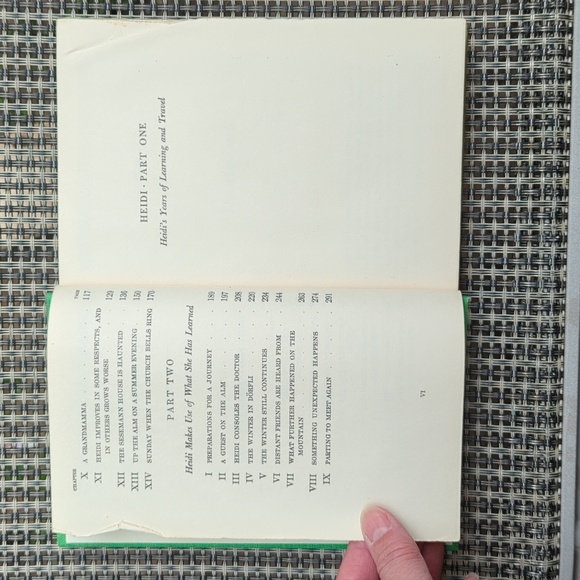 CHAPTER PAGE
X A GRANDMAMMA . . . . . 117
XI HEIDI IMPROVES IN SOME RESPECTS, AND
IN OTHERS GROWS WORSE . . . 129
XII THE SESEMANN HOUSE IS HAUNTED . 136
XIII UP THE ALM ON A SUMMER EVENING . 150
XIV SUNDAY WHEN THE CHURCH BELLS RING 170
PART TWO
Heidi Makes Use of What She Has Learned
I PREPARATIONS FOR A JOURNEY . . . 189
II A GUEST ON THE ALM . . . . 197
III HEIDI CONSOLES THE DOCTOR . . . 208
IV THE WINTER IN DÖRFLI . . . . 220
V THE WINTER STILL CONTINUES . . . 234
VI DISTANT FRIENDS ARE HEARD FROM . 244
VII WHAT FURTHER HAPPENED ON THE
MOUNTAIN . . . . . 261
VIII SOMETHING UNEXPECTED HAPPENS . 274
IX PARTING TO MEET AGAIN . . . . 291
VI
HEIDI · PART ONE
Heidi's Years of Learning and Travel